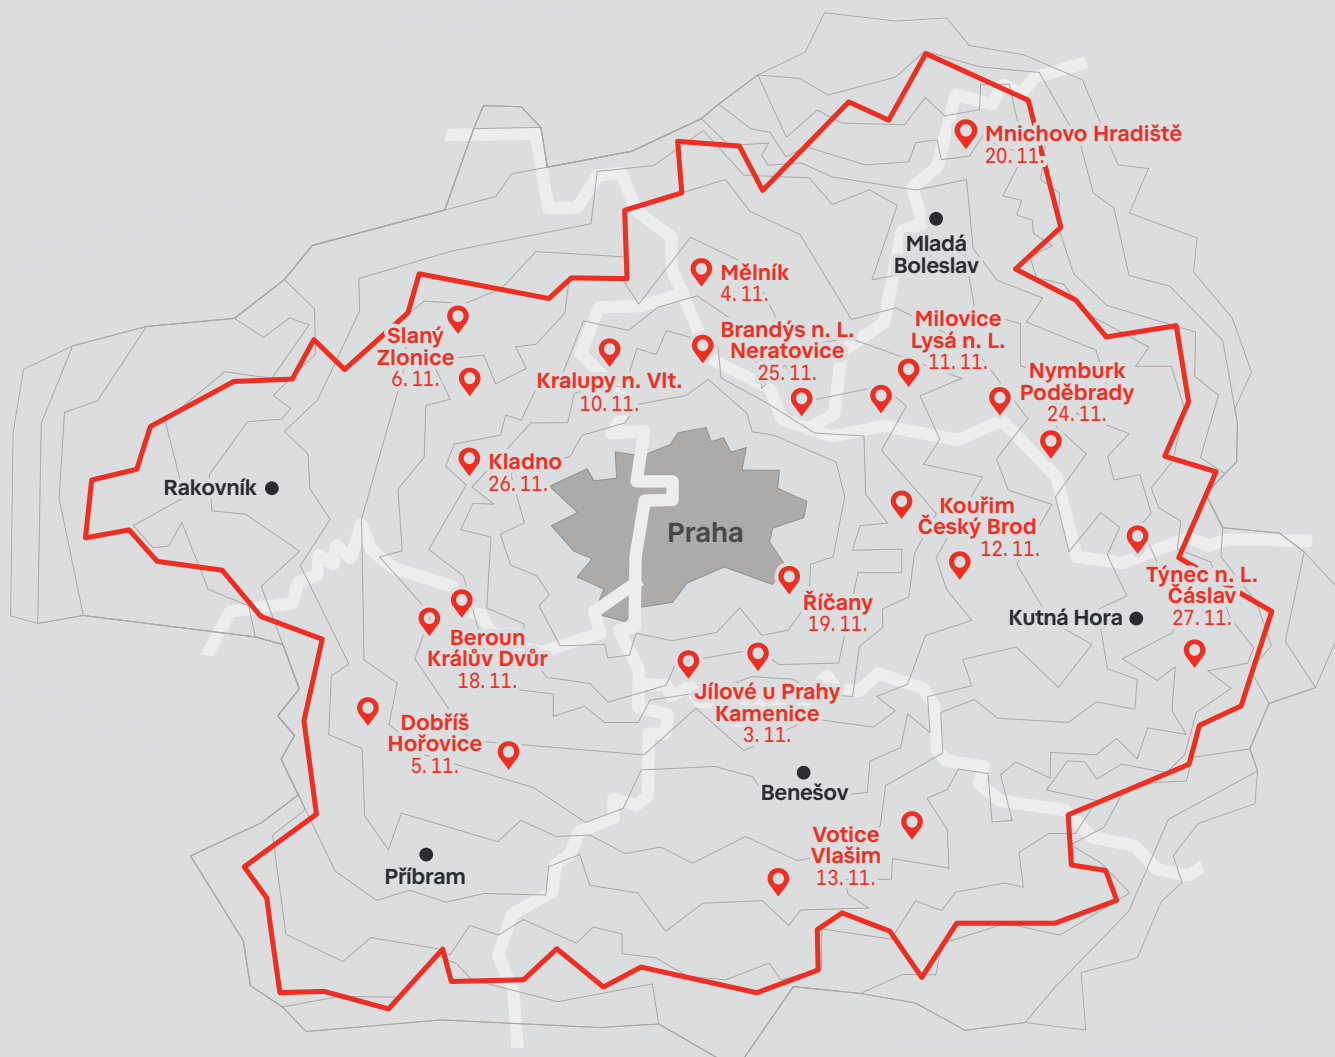 Mnichovo Hradiště
20. 11.
Mladá
Boleslav
Mělník
4. 11.
Slaný
Zlonice
6. 11.
Brandýs n. L.
Neratovice
25. 11.
Milovice
Lysá n. L.
11. 11.
Kralupy n. Vlt.
10. 11.
Nymburk
Poděbrady
24. 11.
Kladno
26. 11.
Rakovník
Praha
Kouřim
Český Brod
12. 11.
Týnec n. L.
Čáslav
27. 11.
Říčany
19. 11.
Kutná Hora
Beroun
Králův Dvůr
18. 11.
Jílové u Prahy
Kamenice
3. 11.
Dobříš
Hořovice
5. 11.
Benešov
Votice
Vlašim
13. 11.
Příbram